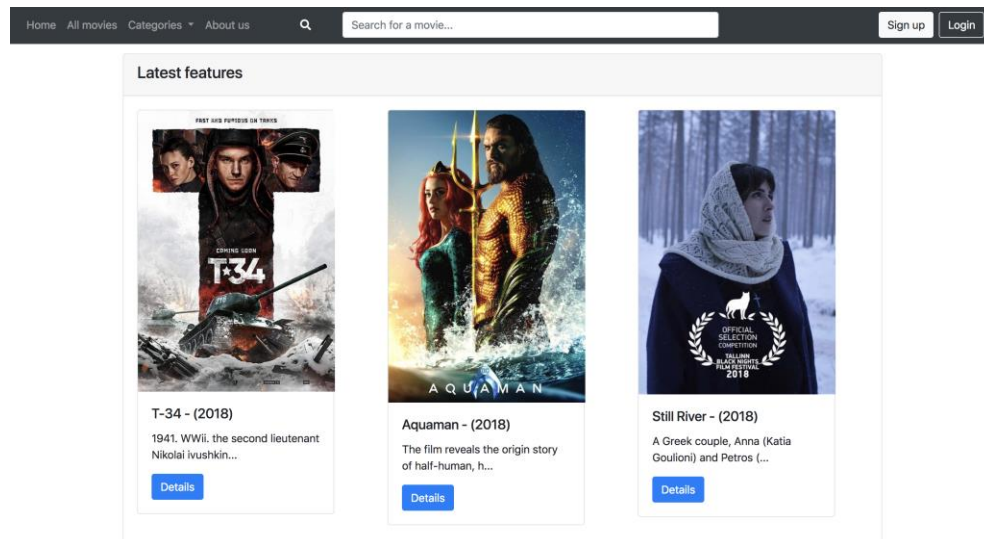 Home All movies Categories About us Search for a movie... Sign up Login
Latest features
FAST AND FURIOUS ON TANKS
COMING SOON
T★34
T-34 - (2018)
1941. WWii. the second lieutenant
Nikolai ivushkin...
Details
AQUAMAN
Aquaman - (2018)
The film reveals the origin story
of half-human, h...
Details
OFFICIAL
SELECTION
COMPETITION
TALLINN
BLACK NIGHTS
FILM FESTIVAL
2018
Still River - (2018)
A Greek couple, Anna (Katia
Goulioni) and Petros (...
Details